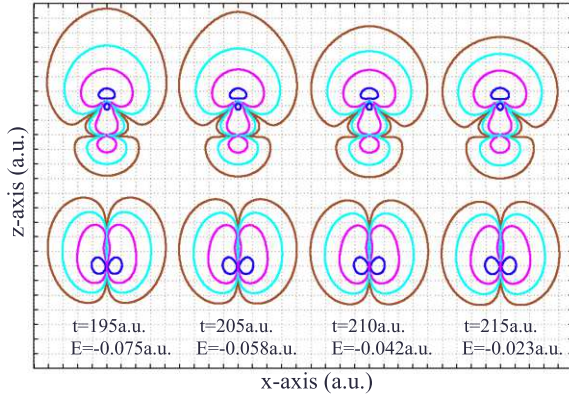 z-axis (a.u.)
t=195a.u. t=205a.u. t=210a.u. t=215a.u.
E=-0.075a.u. E=-0.058a.u. E=-0.042a.u. E=-0.023a.u.
x-axis (a.u.)